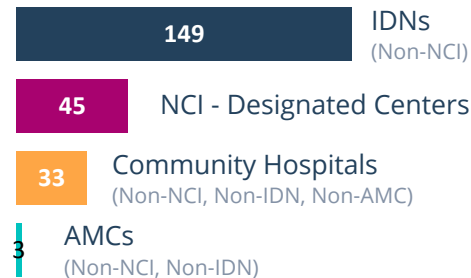 149
IDNs
(Non-NCI)
45
NCI - Designated Centers
33
Community Hospitals
(Non-NCI, Non-IDN, Non-AMC)
3
AMCs
(Non-NCI, Non-IDN)